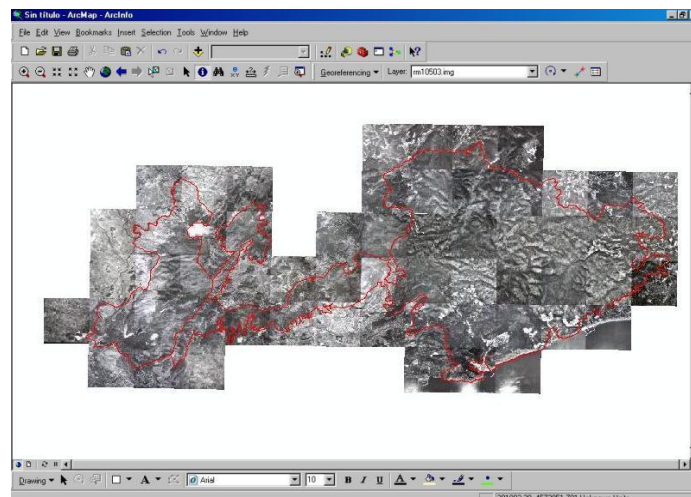 Sin título - ArcMap - ArcInfo
File Edit View Bookmarks Insert Selection Tools Window Help
Georeferencing Layer: rm10503.img
Drawing A Arial 10 B I U A